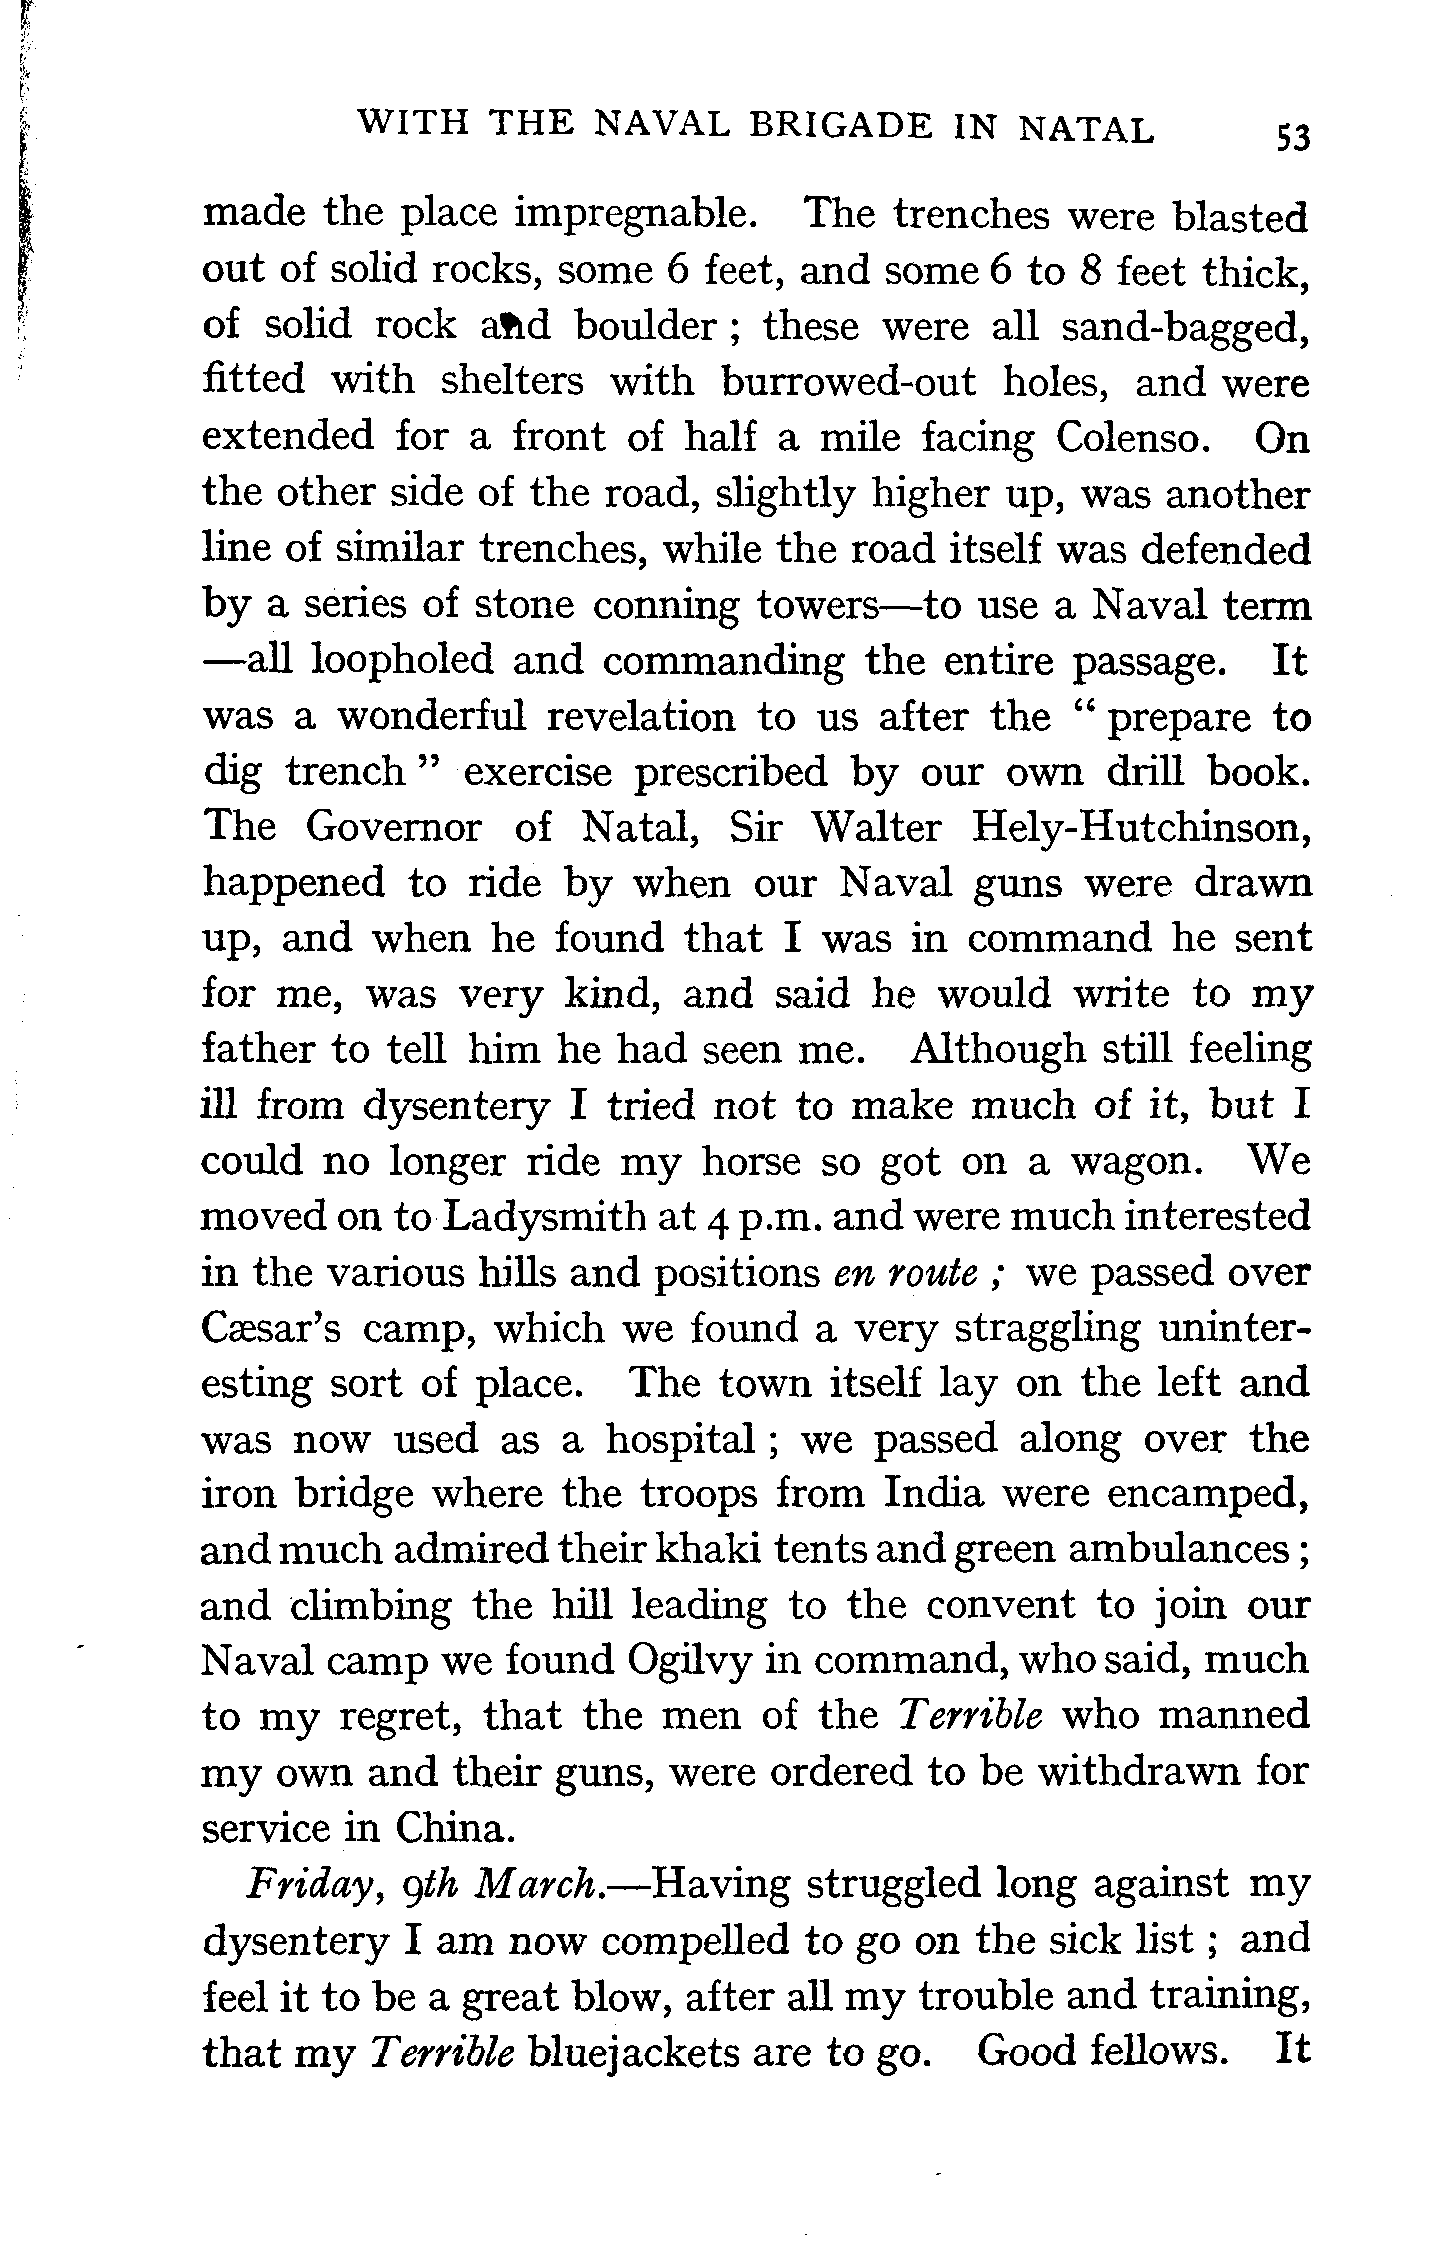 WITH THE NAVAL BRIGADE IN NATAL 53
made the place impregnable. The trenches were blasted
out of solid rocks, some 6 feet, and some 6 to 8 feet thick,
of solid rock and boulder ; these were all sand-bagged,
fitted with shelters with burrowed-out holes, and were
extended for a front of half a mile facing Colenso. On
the other side of the road, slightly higher up, was another
line of similar trenches, while the road itself was defended
by a series of stone conning towers—to use a Naval term
—all loopholed and commanding the entire passage. It
was a wonderful revelation to us after the “ prepare to
dig trench ” exercise prescribed by our own drill book.
The Governor of Natal, Sir Walter Hely-Hutchinson,
happened to ride by when our Naval guns were drawn
up, and when he found that I was in command he sent
for me, was very kind, and said he would write to my
father to tell him he had seen me. Although still feeling
ill from dysentery I tried not to make much of it, but I
could no longer ride my horse so got on a wagon. We
moved on to Ladysmith at 4 p.m. and were much interested
in the various hills and positions en route ; we passed over
Cæsar’s camp, which we found a very straggling uninter-
esting sort of place. The town itself lay on the left and
was now used as a hospital ; we passed along over the
iron bridge where the troops from India were encamped,
and much admired their khaki tents and green ambulances ;
and climbing the hill leading to the convent to join our
Naval camp we found Ogilvy in command, who said, much
to my regret, that the men of the Terrible who manned
my own and their guns, were ordered to be withdrawn for
service in China.
Friday, 9th March.—Having struggled long against my
dysentery I am now compelled to go on the sick list ; and
feel it to be a great blow, after all my trouble and training,
that my Terrible bluejackets are to go. Good fellows. It